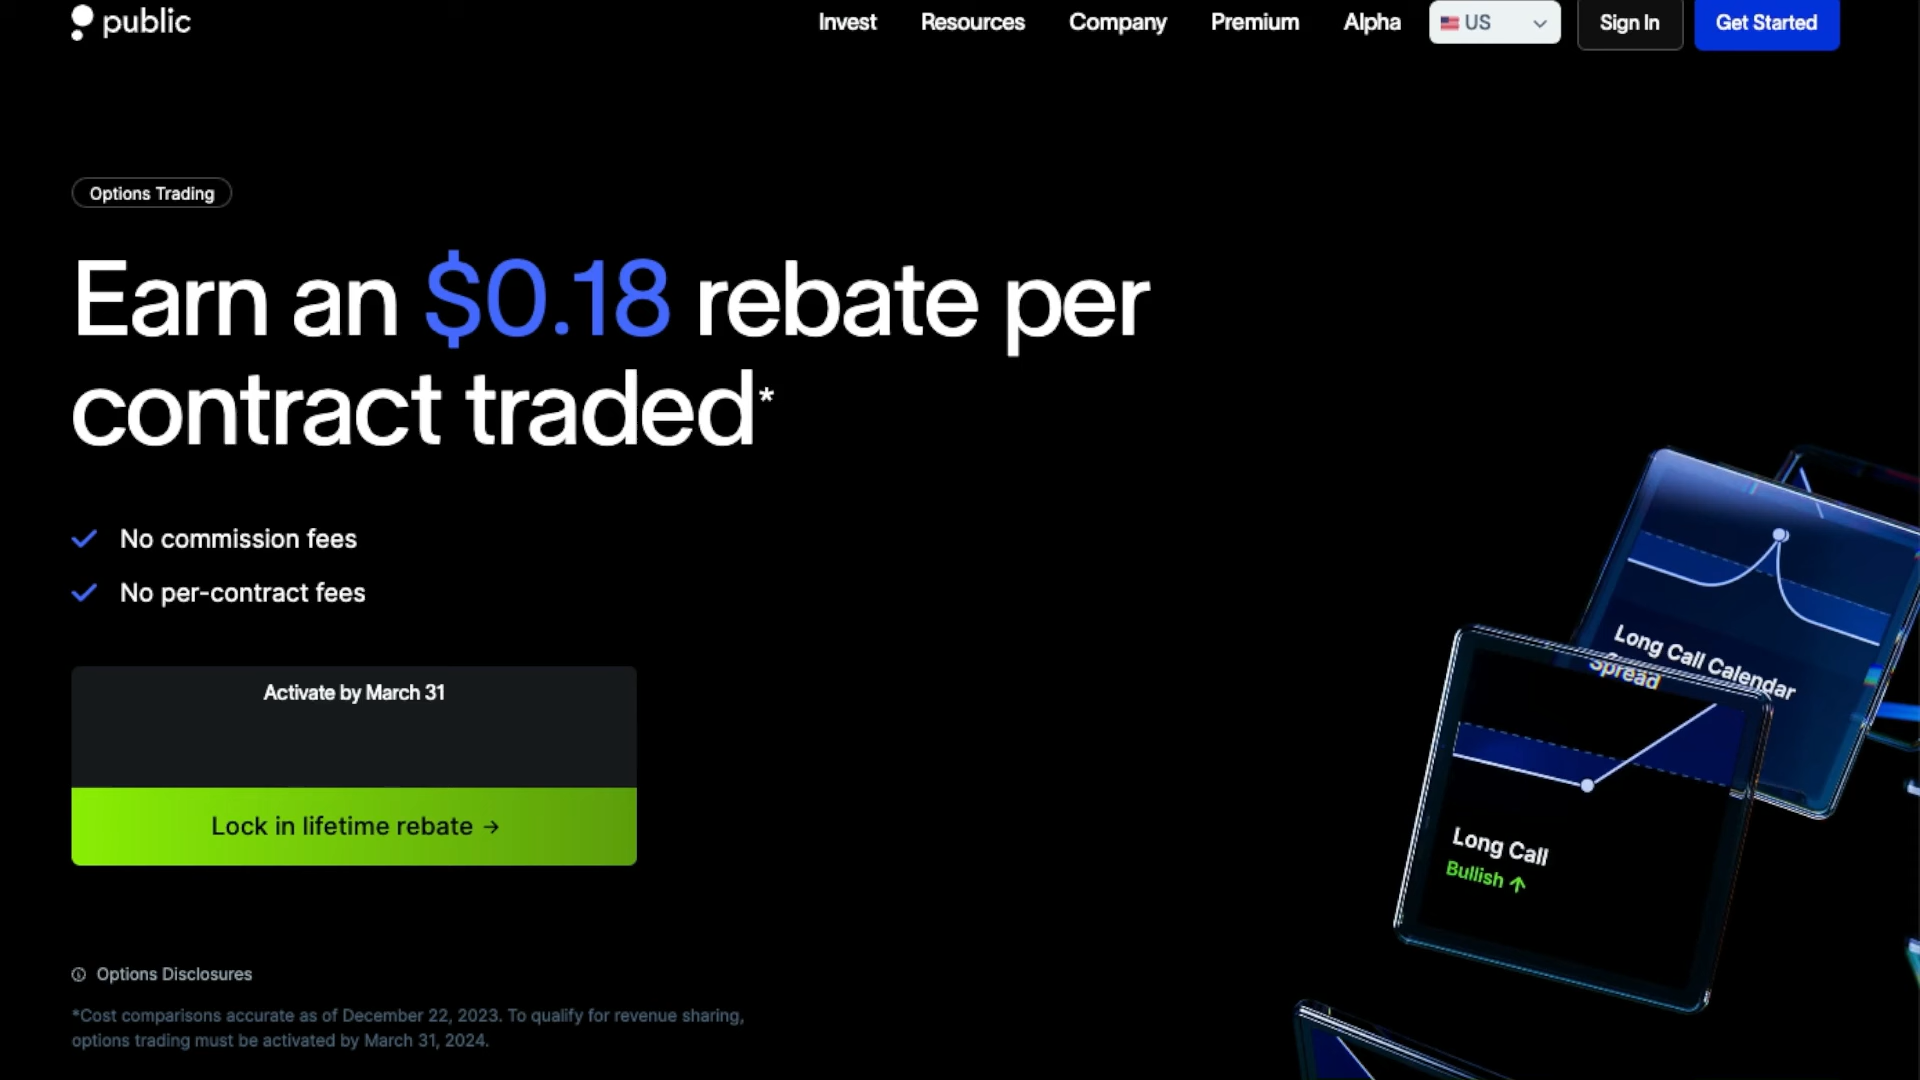 public
Invest
Resources
Company
Premium
Alpha
US
Sign In
Get Started
Options Trading
Earn an $0.18 rebate per
contract traded*
No commission fees
No per-contract fees
Activate by March 31
Lock in lifetime rebate →
Long Call Calendar
Spread
Long Call
Bullish ↑
Options Disclosures
*Cost comparisons accurate as of December 22, 2023. To qualify for revenue sharing,
options trading must be activated by March 31, 2024.